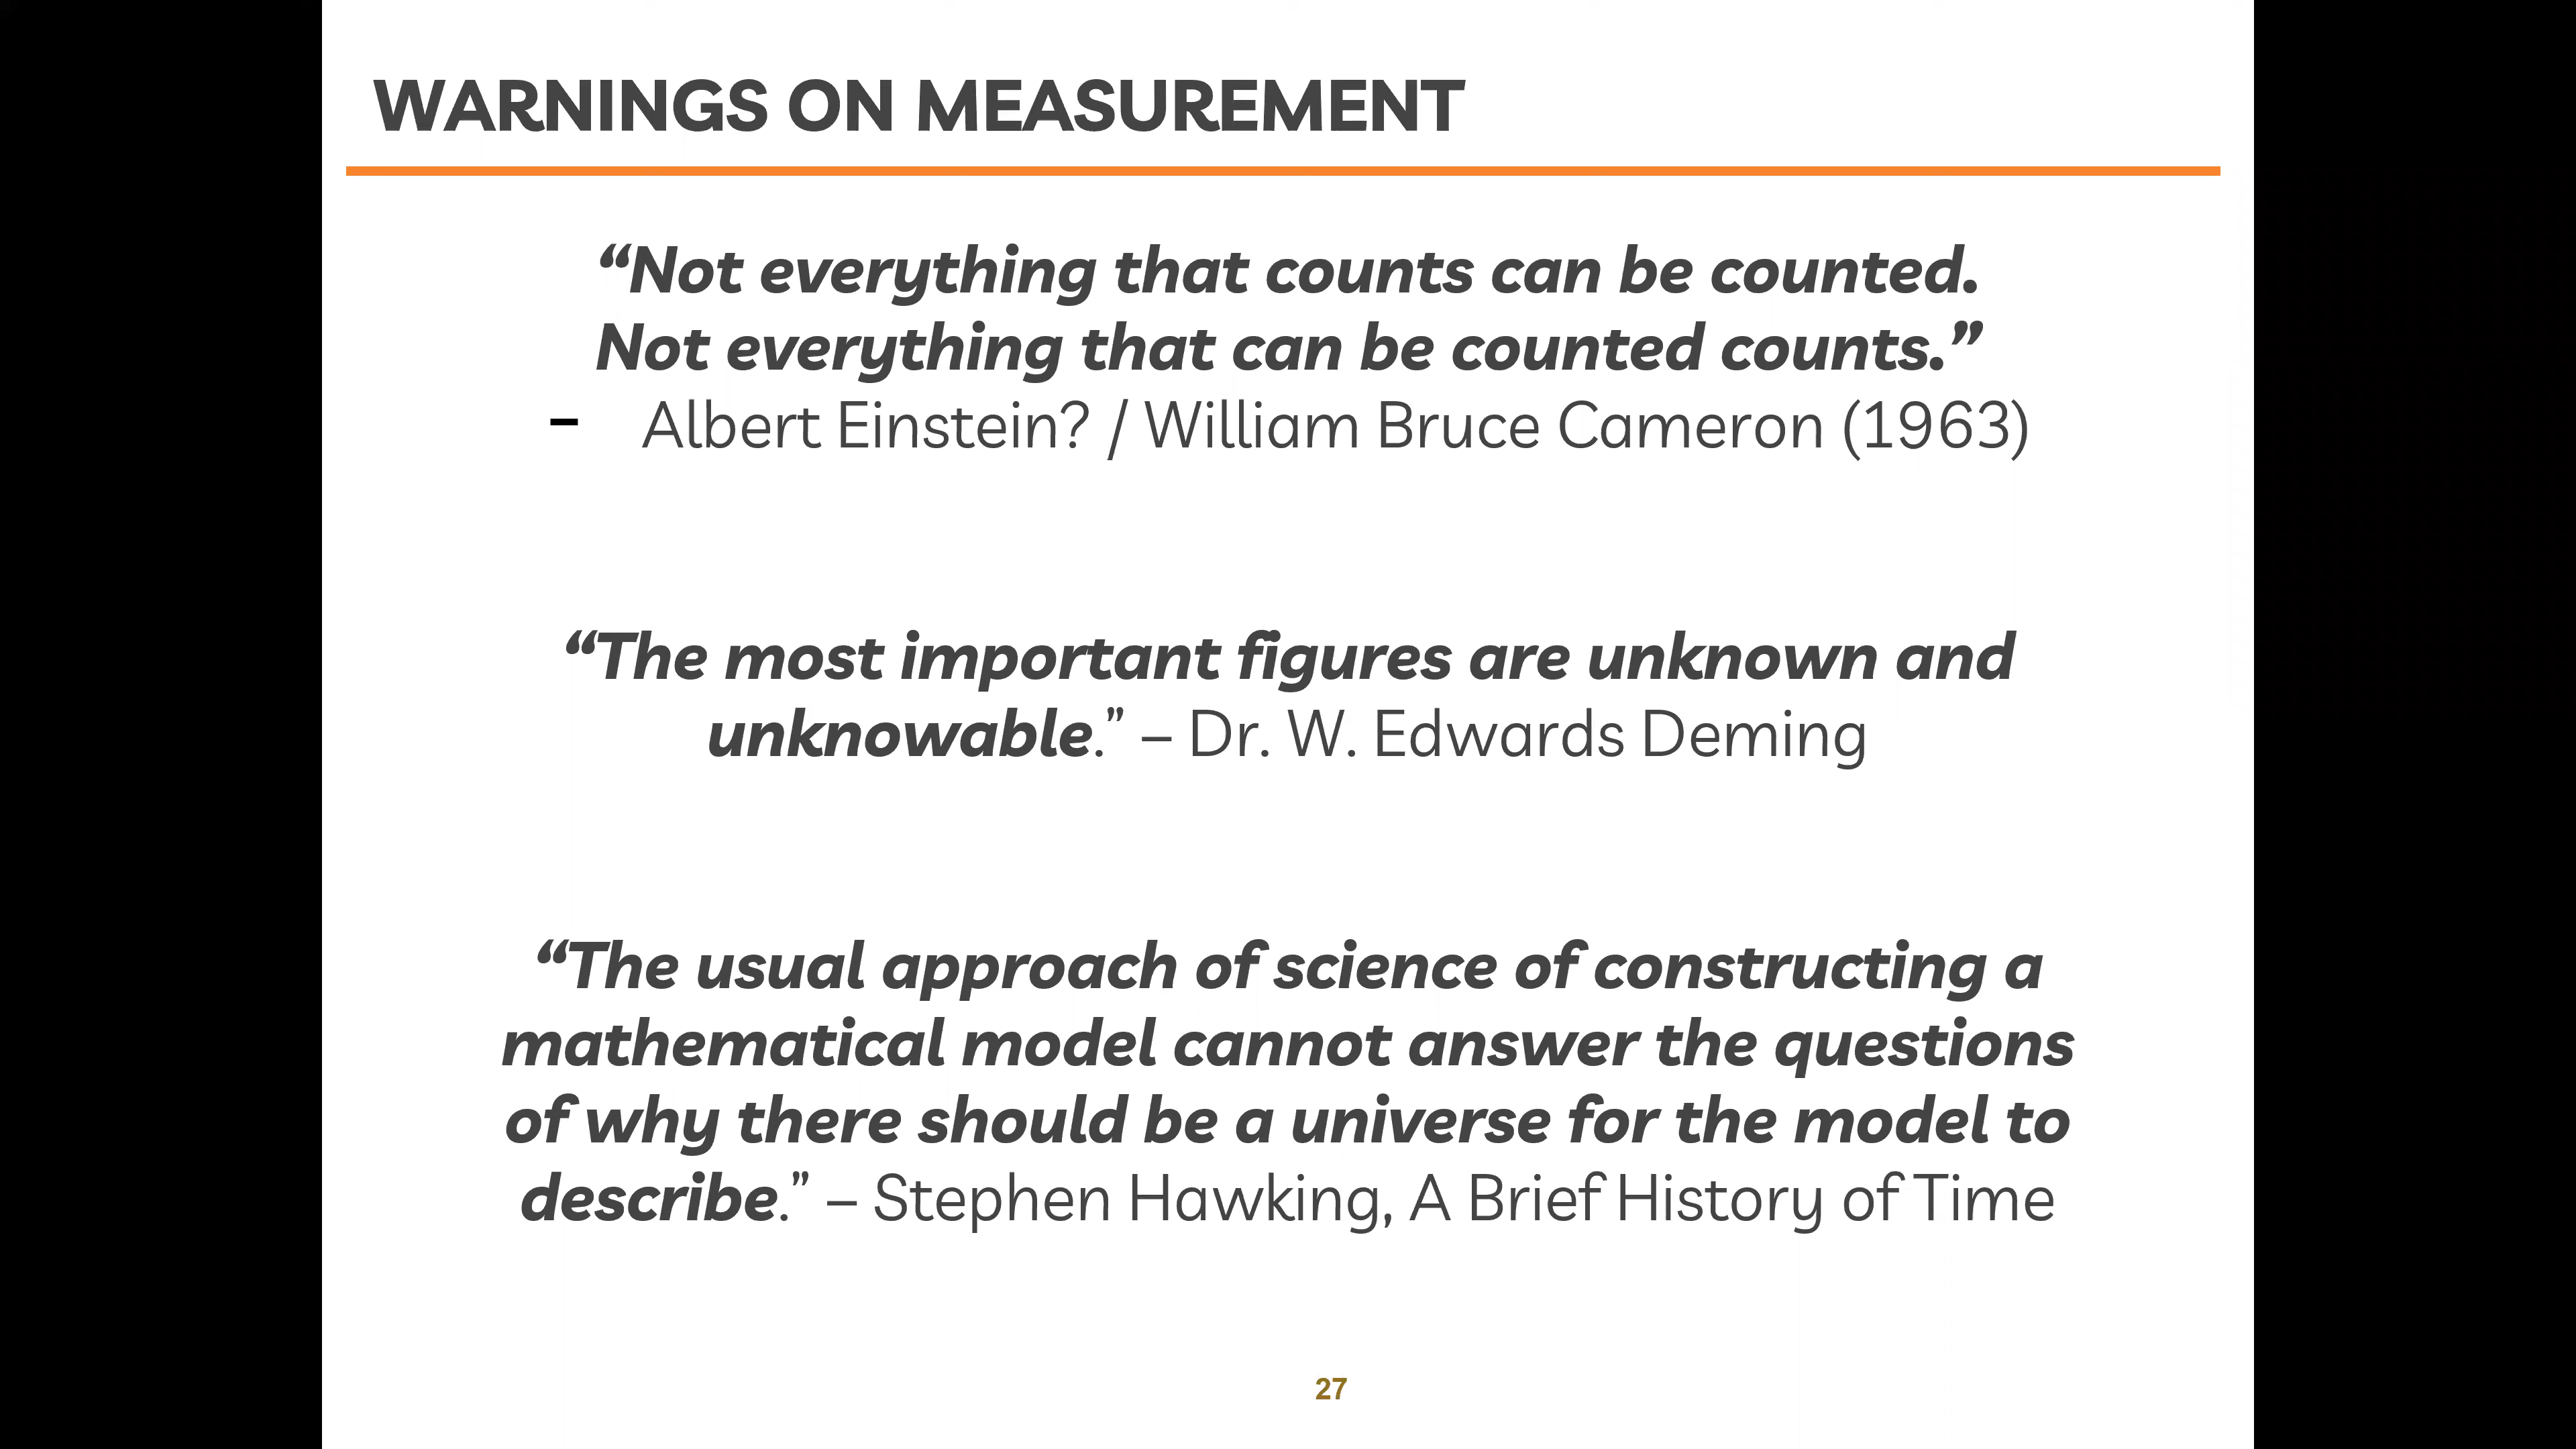 WARNINGS ON MEASUREMENT
“Not everything that counts can be counted.
Not everything that can be counted counts.”
- Albert Einstein? / William Bruce Cameron (1963)
“The most important figures are unknown and
unknowable.” – Dr. W. Edwards Deming
“The usual approach of science of constructing a
mathematical model cannot answer the questions
of why there should be a universe for the model to
describe.” – Stephen Hawking, A Brief History of Time
27